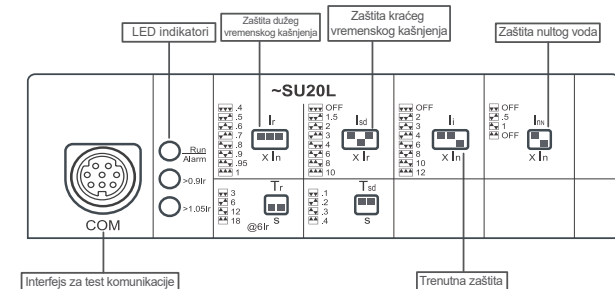 LED indikatori
Zaštita dužeg
vremenskog kašnjenja
Zaštita kraćeg
vremenskog kašnjenja
Zaštita nultog voda
~SU20L
COM
Run
Alarm
>0.9Ir
>1.05Ir
.4
.5
.6
.7
.8
.9
.95
1
Ir
x In
OFF
1.5
2
3
4
6
8
10
Isd
x Ir
OFF
2
3
4
6
8
10
12
Ii
x In
OFF
.5
1
OFF
INN
x In
3
6
12
18
@6Ir
Tr
s
.1
.2
.3
.4
Tsd
s
Interfejs za test komunikacije
Trenutna zaštita